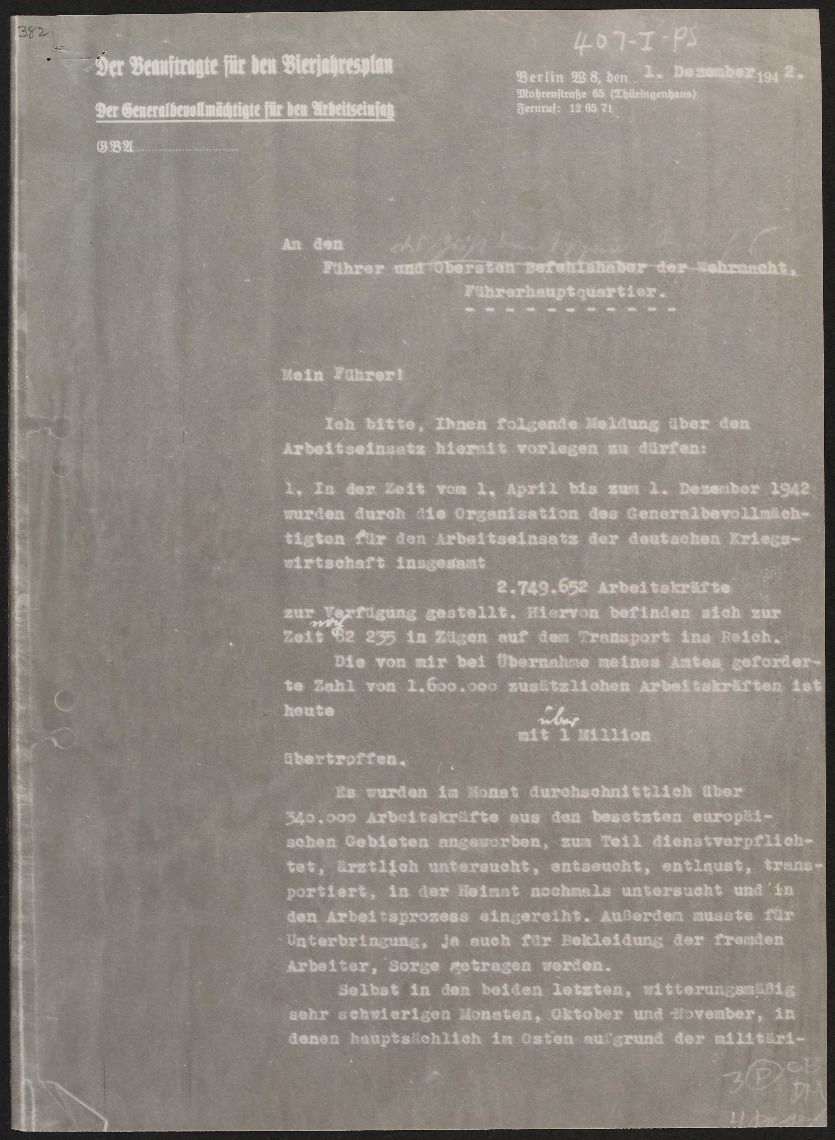 382
407-I-PS
Der Beauftragte für den Vierjahresplan
Berlin W 8, den 1. Dezember 1942.
Der Generalbevollmächtigte für den Arbeitseinsatz
Mohrenstraße 65 (Thüringenhaus)
Fernruf: 12 65 71
GBA
An den
Führer und Obersten Befehlshaber der Wehrmacht,
Führerhauptquartier.
- - - - - - - - - - -
Mein Führer!
Ich bitte, Ihnen folgende Meldung über den
Arbeitseinsatz hiermit vorlegen zu dürfen:
1. In der Zeit vom 1. April bis zum 1. Dezember 1942
wurden durch die Organisation des Generalbevollmäch-
tigten für den Arbeitseinsatz der deutschen Kriegs-
wirtschaft insgesamt
2.749.652 Arbeitskräfte
zur Verfügung gestellt. Hiervon befinden sich zur
noch
Zeit 82 235 in Zügen auf dem Transport ins Reich.
Die von mir bei Übernahme meines Amtes geforder-
te Zahl von 1.600.000 zusätzlichen Arbeitskräften ist
heute
über
mit 1 Million
übertroffen.
Es wurden im Monat durchschnittlich über
340.000 Arbeitskräfte aus den besetzten europäi-
schen Gebieten angeworben, zum Teil dienstverpflich-
tet, ärztlich untersucht, entseucht, entlaust, trans-
portiert, in der Heimat nochmals untersucht und in
den Arbeitsprozess eingereiht. Außerdem musste für
Unterbringung, ja auch für Bekleidung der fremden
Arbeiter, Sorge getragen werden.
Selbst in den beiden letzten, witterungsmäßig
sehr schwierigen Monaten, Oktober und November, in
denen hauptsächlich im Osten aufgrund der militäri-
3 P